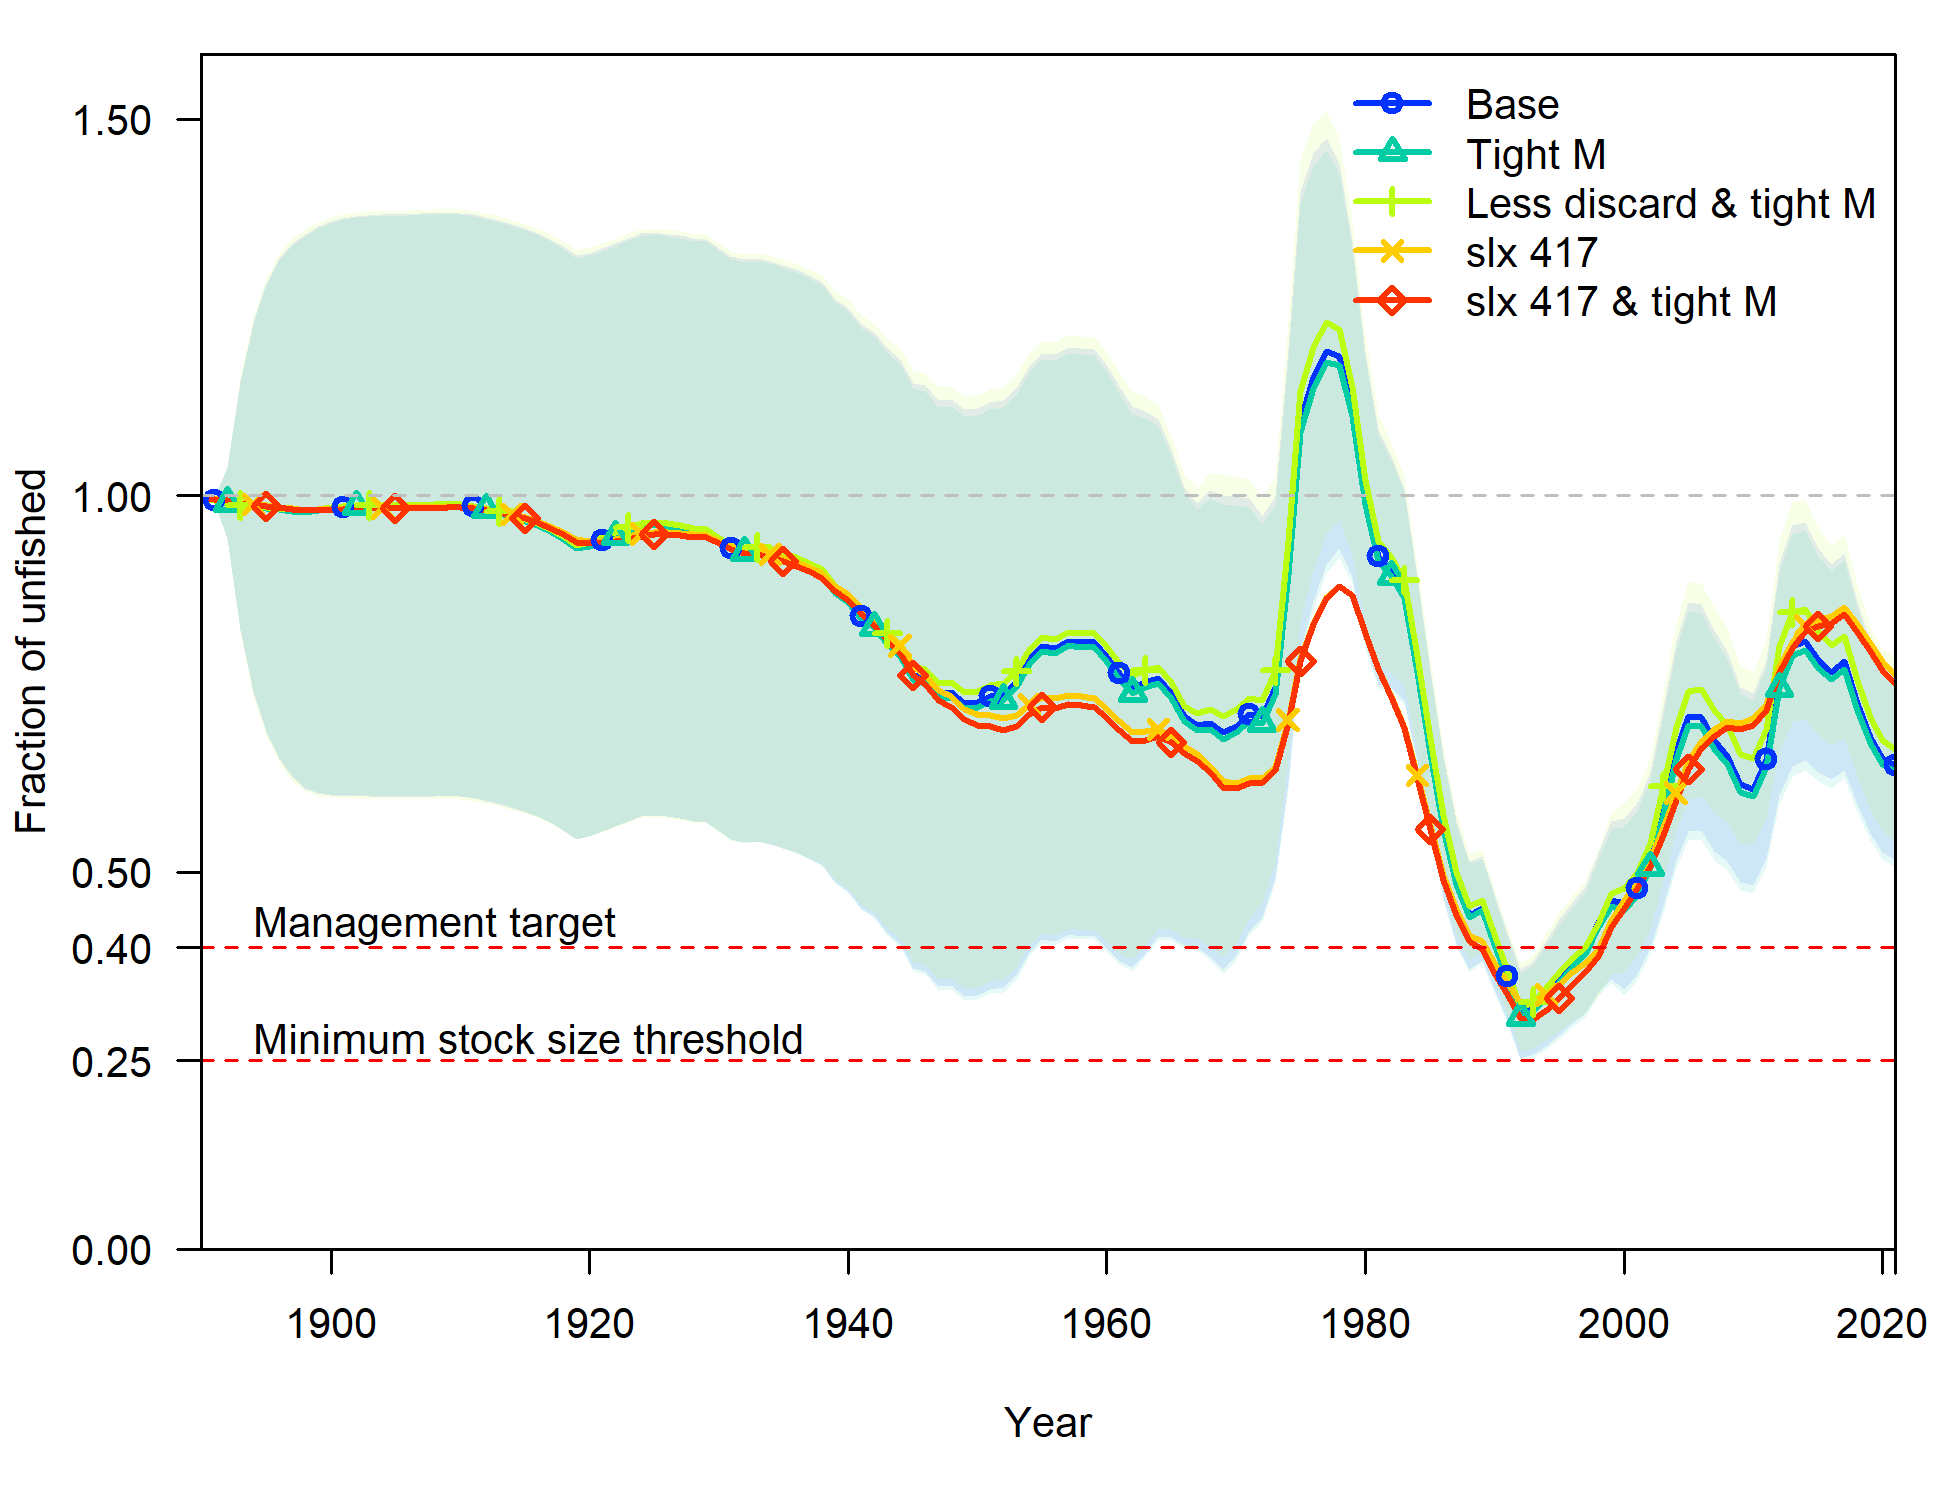 Fraction of unfished
1.50
1.00
0.50
0.40
0.25
0.00
Base
Tight M
Less discard & tight M
slx 417
slx 417 & tight M
Management target
Minimum stock size threshold
1900
1920
1940
1960
1980
2000
2020
Year